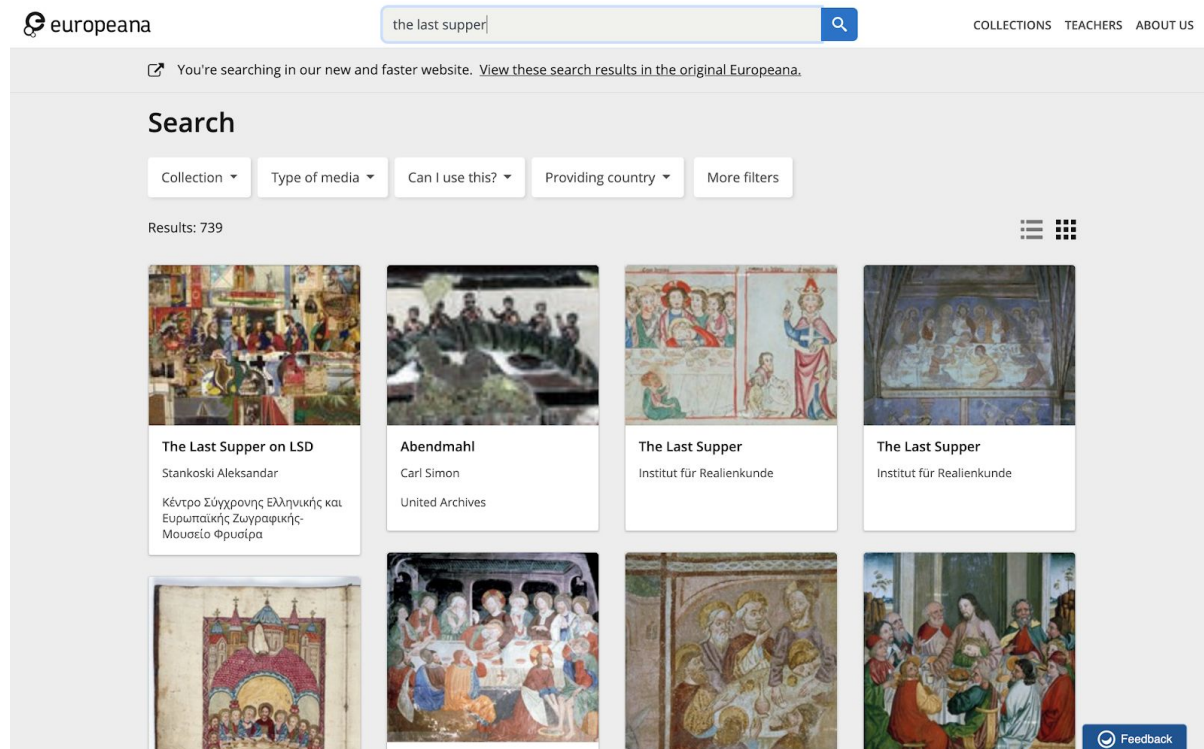 europeana
the last supper
COLLECTIONS TEACHERS ABOUT US
You're searching in our new and faster website. View these search results in the original Europeana.
Search
Collection
Type of media
Can I use this?
Providing country
More filters
Results: 739
The Last Supper on LSD
Stankoski Aleksandar
Κέντρο Σύγχρονης Ελληνικής και
Ευρωπαϊκής Ζωγραφικής-
Μουσείο Φρυσίρα
Abendmahl
Carl Simon
United Archives
The Last Supper
Institut für Realienkunde
The Last Supper
Institut für Realienkunde
Feedback